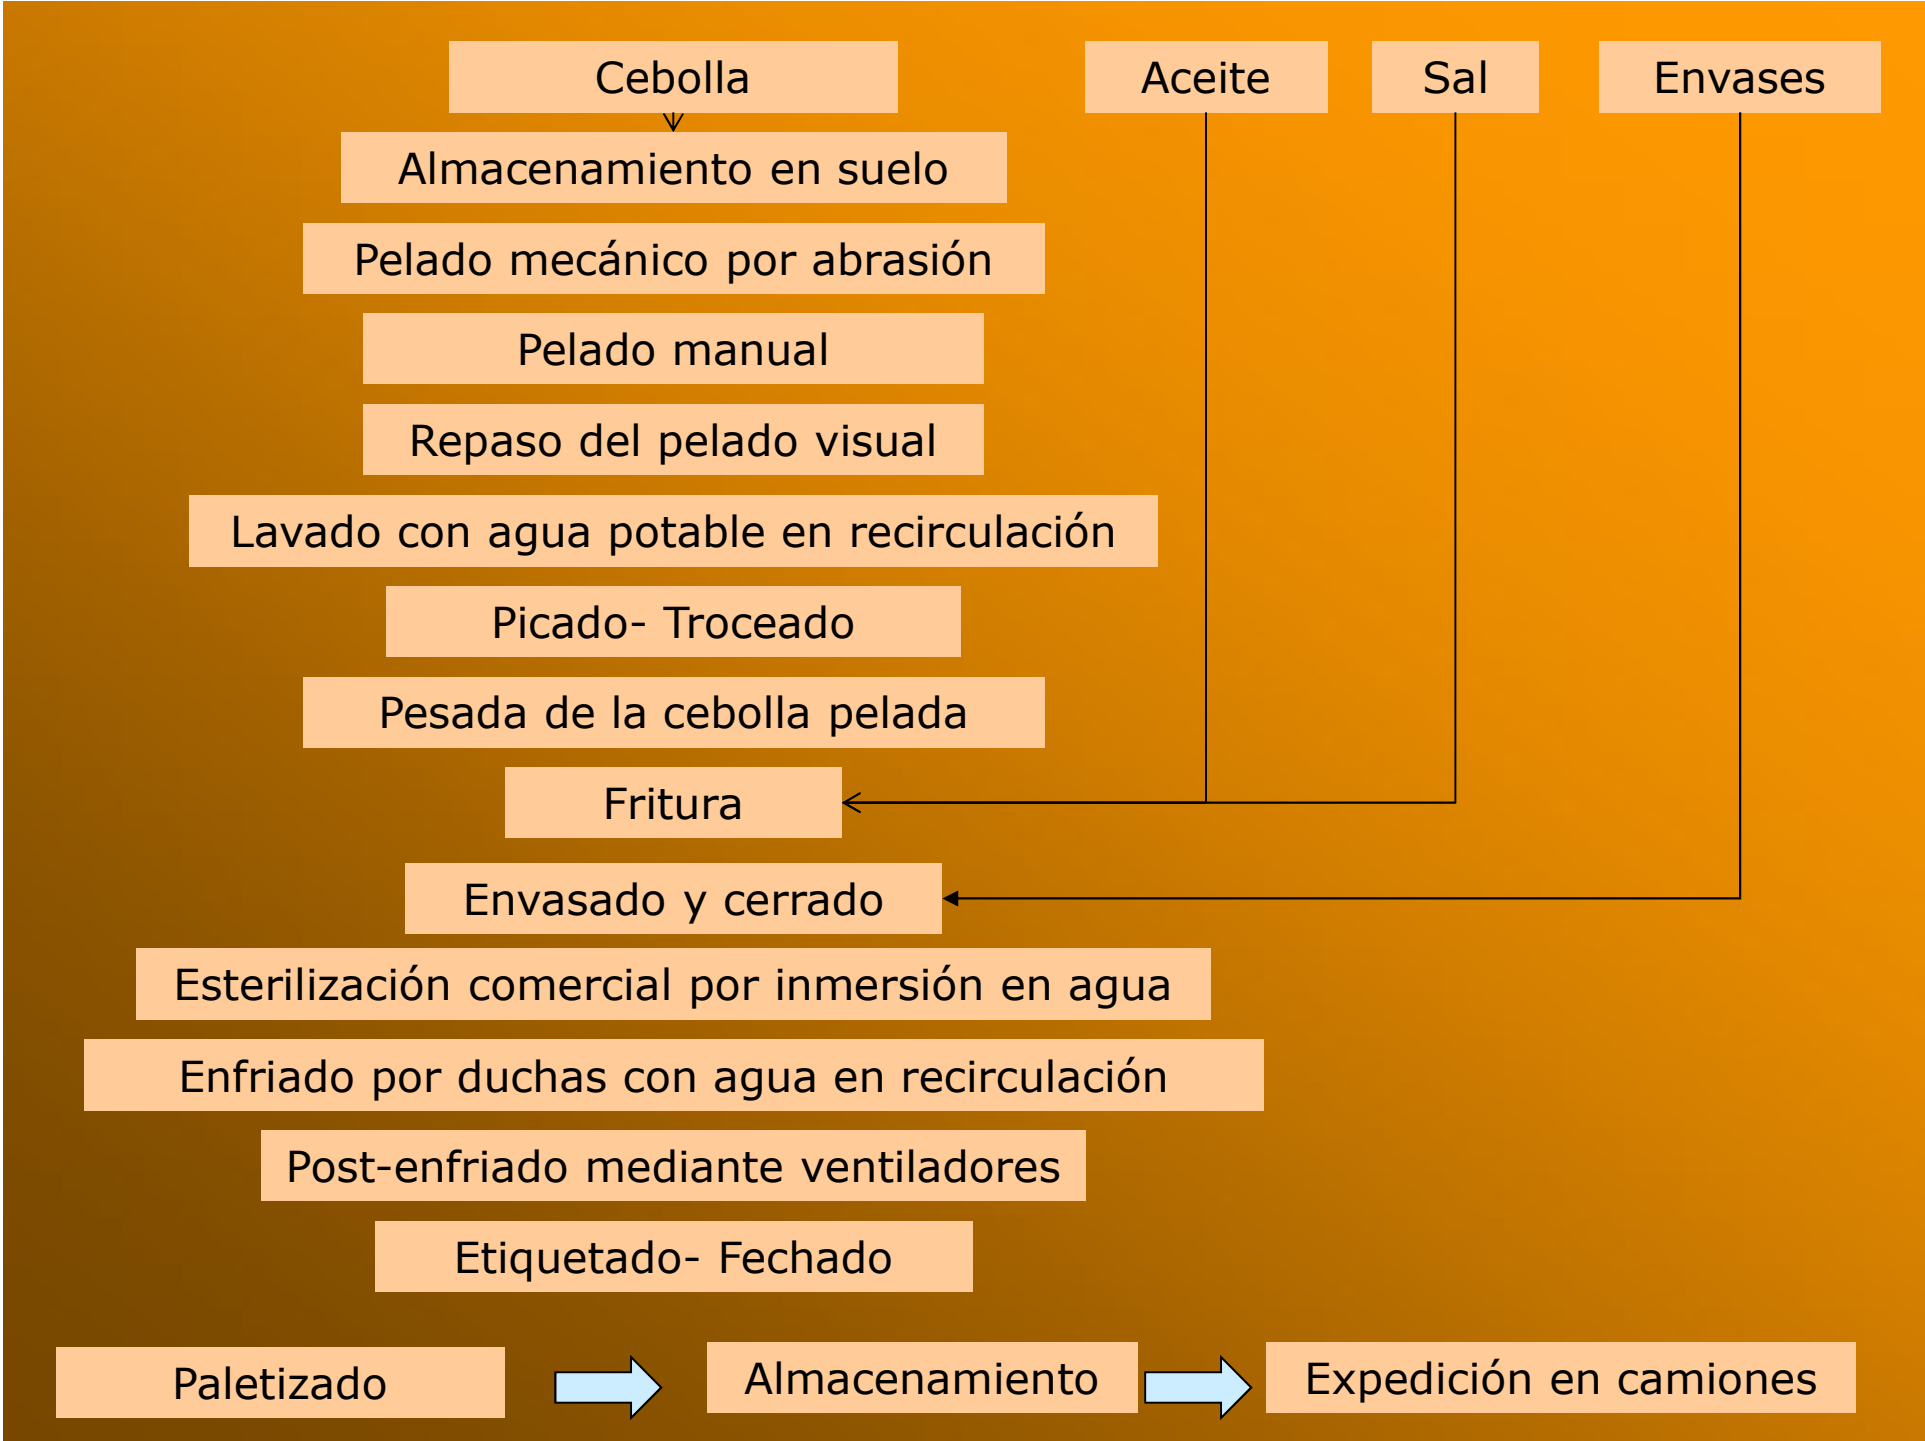 Cebolla
Aceite
Sal
Envases
Almacenamiento en suelo
Pelado mecánico por abrasión
Pelado manual
Repaso del pelado visual
Lavado con agua potable en recirculación
Picado- Troceado
Pesada de la cebolla pelada
Fritura
Envasado y cerrado
Esterilización comercial por inmersión en agua
Enfriado por duchas con agua en recirculación
Post-enfriado mediante ventiladores
Etiquetado- Fechado
Paletizado
Almacenamiento
Expedición en camiones